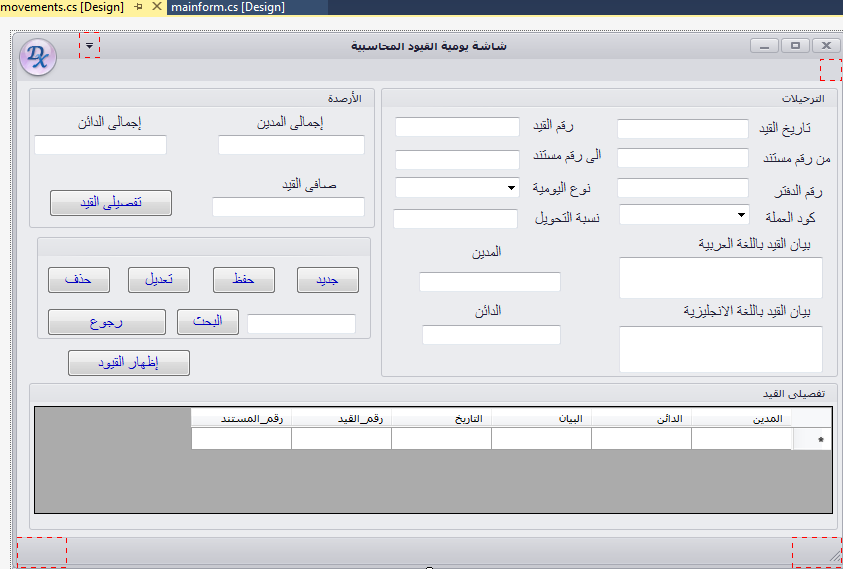 movements.cs [Design]
mainform.cs [Design]
شاشة يومية القيود المحاسبية
الترحيلات
تاريخ القيد
رقم القيد
من رقم مستند
الى رقم مستند
رقم الدفتر
نوع اليومية
كود العملة
نسبة التحويل
بيان القيد باللغة العربية
المدين
بيان القيد باللغة الانجليزية
الدائن
الأرصدة
إجمالى المدين
إجمالى الدائن
صافى القيد
تفصيلى القيد
جديد
حفظ
تعديل
حذف
البحث
رجوع
إظهار القيود
تفصيلى القيد
المدين
الدائن
البيان
التاريخ
رقم_القيد
رقم_المستند